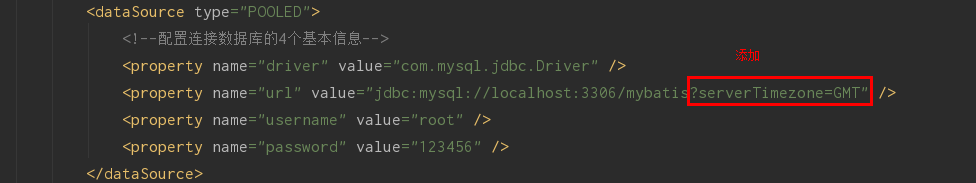 <dataSource type="POOLED">
<!--配置连接数据库的4个基本信息-->
添加
<property name="driver" value="com.mysql.jdbc.Driver" />
<property name="url" value="jdbc:mysql://localhost:3306/mybatis?serverTimezone=GMT" />
<property name="username" value="root" />
<property name="password" value="123456" />
</dataSource>